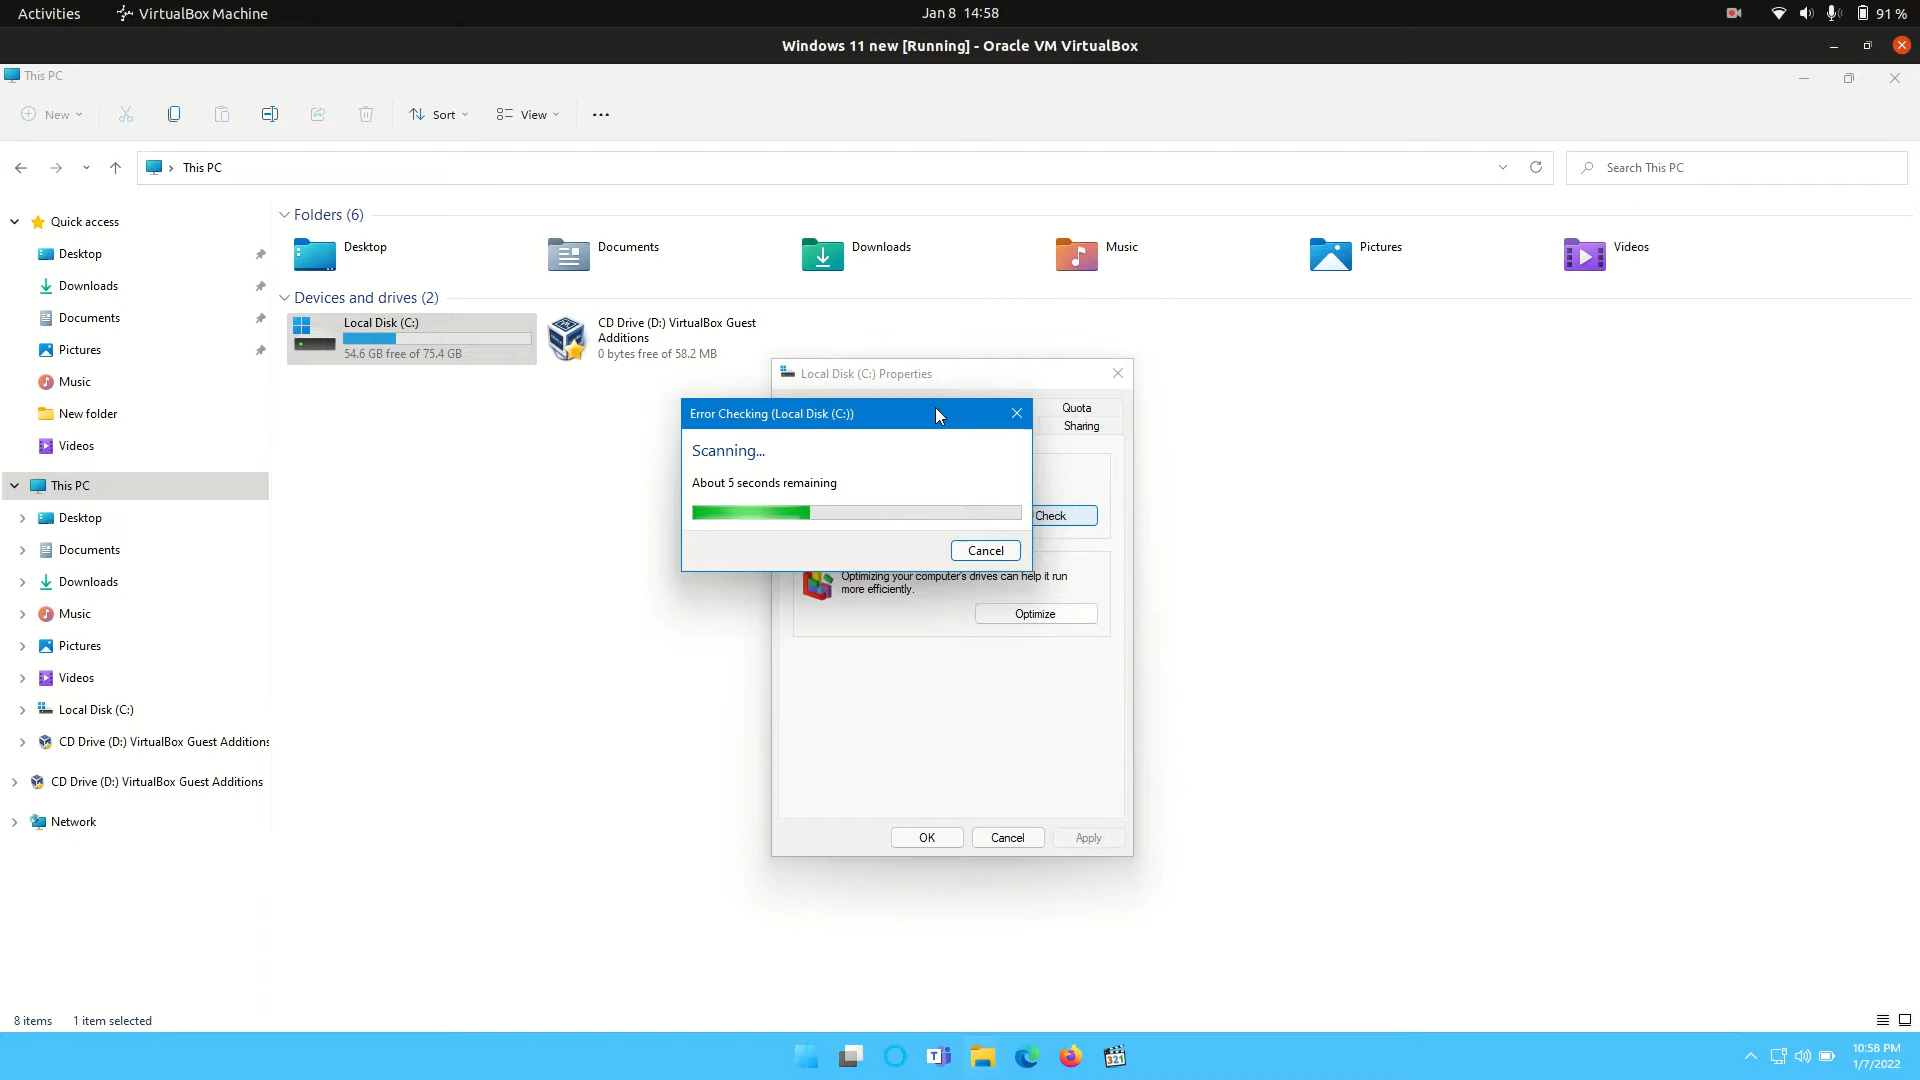 Activities
VirtualBox Machine
Jan 8 14:58
91 %
Windows 11 new [Running] - Oracle VM VirtualBox
This PC
New
Sort
View
This PC
Search This PC
Quick access
Desktop
Downloads
Documents
Pictures
Music
New folder
Videos
This PC
Desktop
Documents
Downloads
Music
Pictures
Videos
Local Disk (C:)
CD Drive (D:) VirtualBox Guest Additions
CD Drive (D:) VirtualBox Guest Additions
Network
Folders (6)
Desktop
Documents
Downloads
Music
Pictures
Videos
Devices and drives (2)
Local Disk (C:)
54.6 GB free of 75.4 GB
CD Drive (D:) VirtualBox Guest
Additions
0 bytes free of 58.2 MB
Local Disk (C:) Properties
Quota
Sharing
Error Checking (Local Disk (C:))
Scanning...
About 5 seconds remaining
Cancel
Check
Optimizing your computer's drives can help it run
more efficiently.
Optimize
OK
Cancel
Apply
8 items
1 item selected
321
10:58 PM
1/7/2022